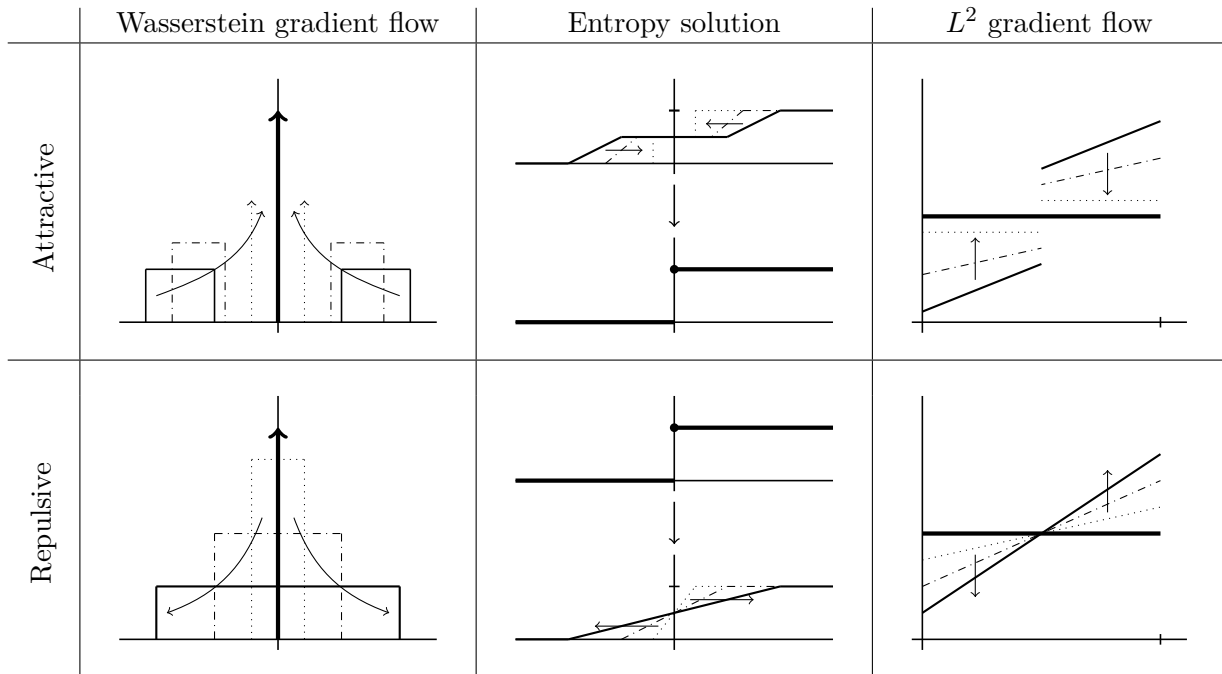 Wasserstein gradient flow
Entropy solution
L² gradient flow
Attractive
Repulsive